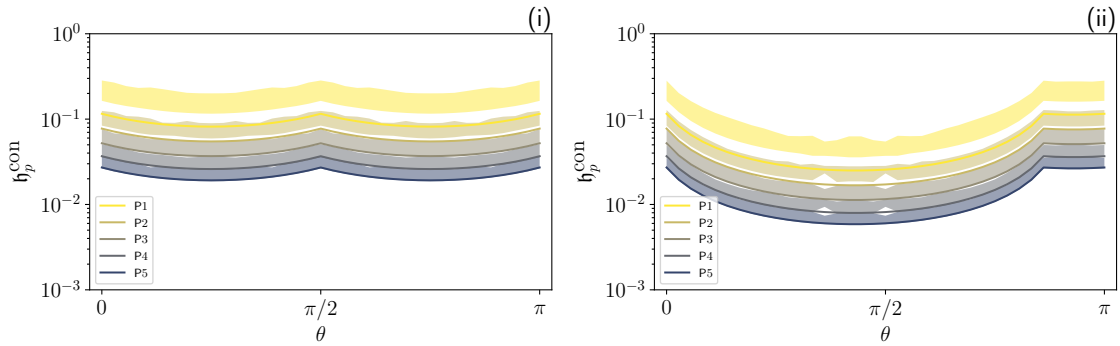 (i)
10^0
10^{-1}
10^{-2}
10^{-3}
𝔥_p^{con}
P1
P2
P3
P4
P5
0
π/2
π
θ
(ii)
10^0
10^{-1}
10^{-2}
10^{-3}
𝔥_p^{con}
P1
P2
P3
P4
P5
0
π/2
π
θ